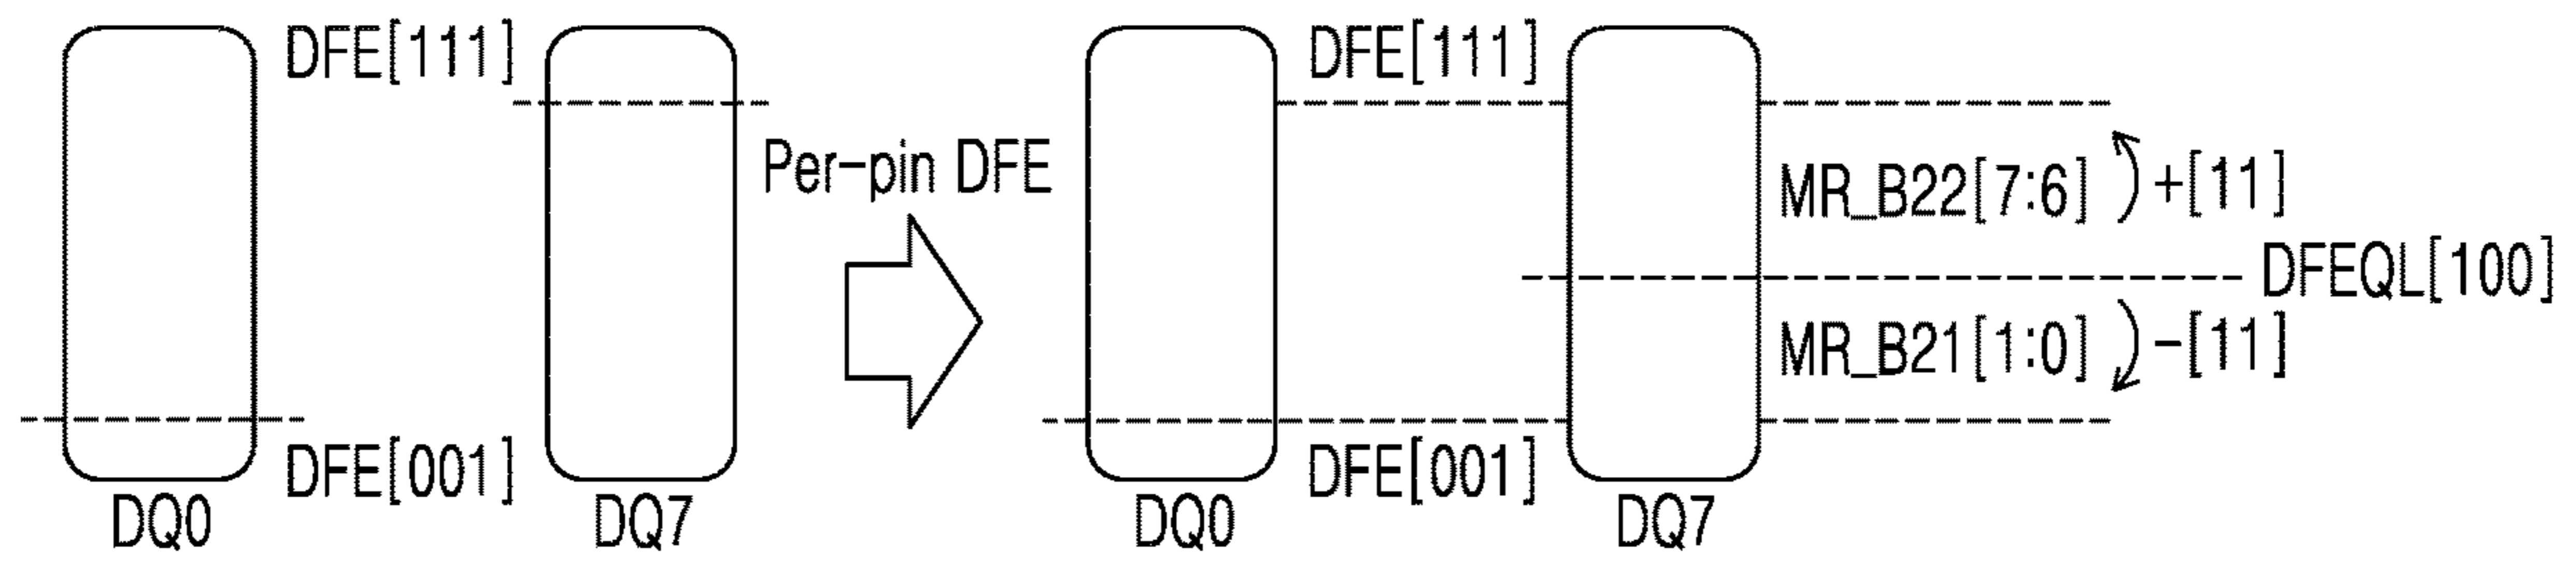 DFE[111]
DFE[001]
DQ0
DQ7
Per-pin DFE
DFE[111]
DFE[001]
DQ0
DQ7
MR_B22[7:6]
+[11]
DFEQL[100]
MR_B21[1:0]
-[11]